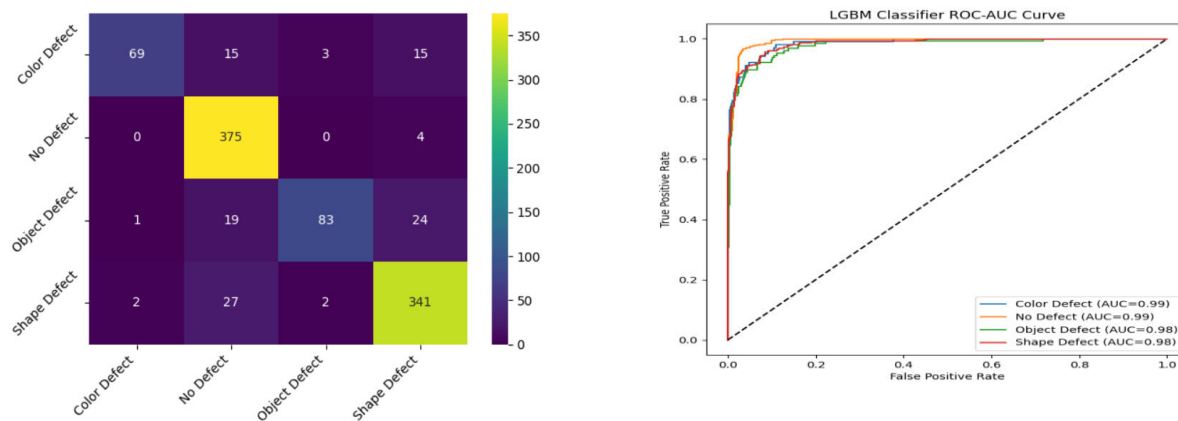 Color Defect 69 15 3 15
No Defect 0 375 0 4
Object Defect 1 19 83 24
Shape Defect 2 27 2 341
Color Defect No Defect Object Defect Shape Defect
350
300
250
200
150
100
50
0
LGBM Classifier ROC-AUC Curve
True Positive Rate
1.0
0.8
0.6
0.4
0.2
0.0
Color Defect (AUC=0.99)
No Defect (AUC=0.99)
Object Defect (AUC=0.98)
Shape Defect (AUC=0.98)
0.0 0.2 0.4 0.6 0.8 1.0
False Positive Rate